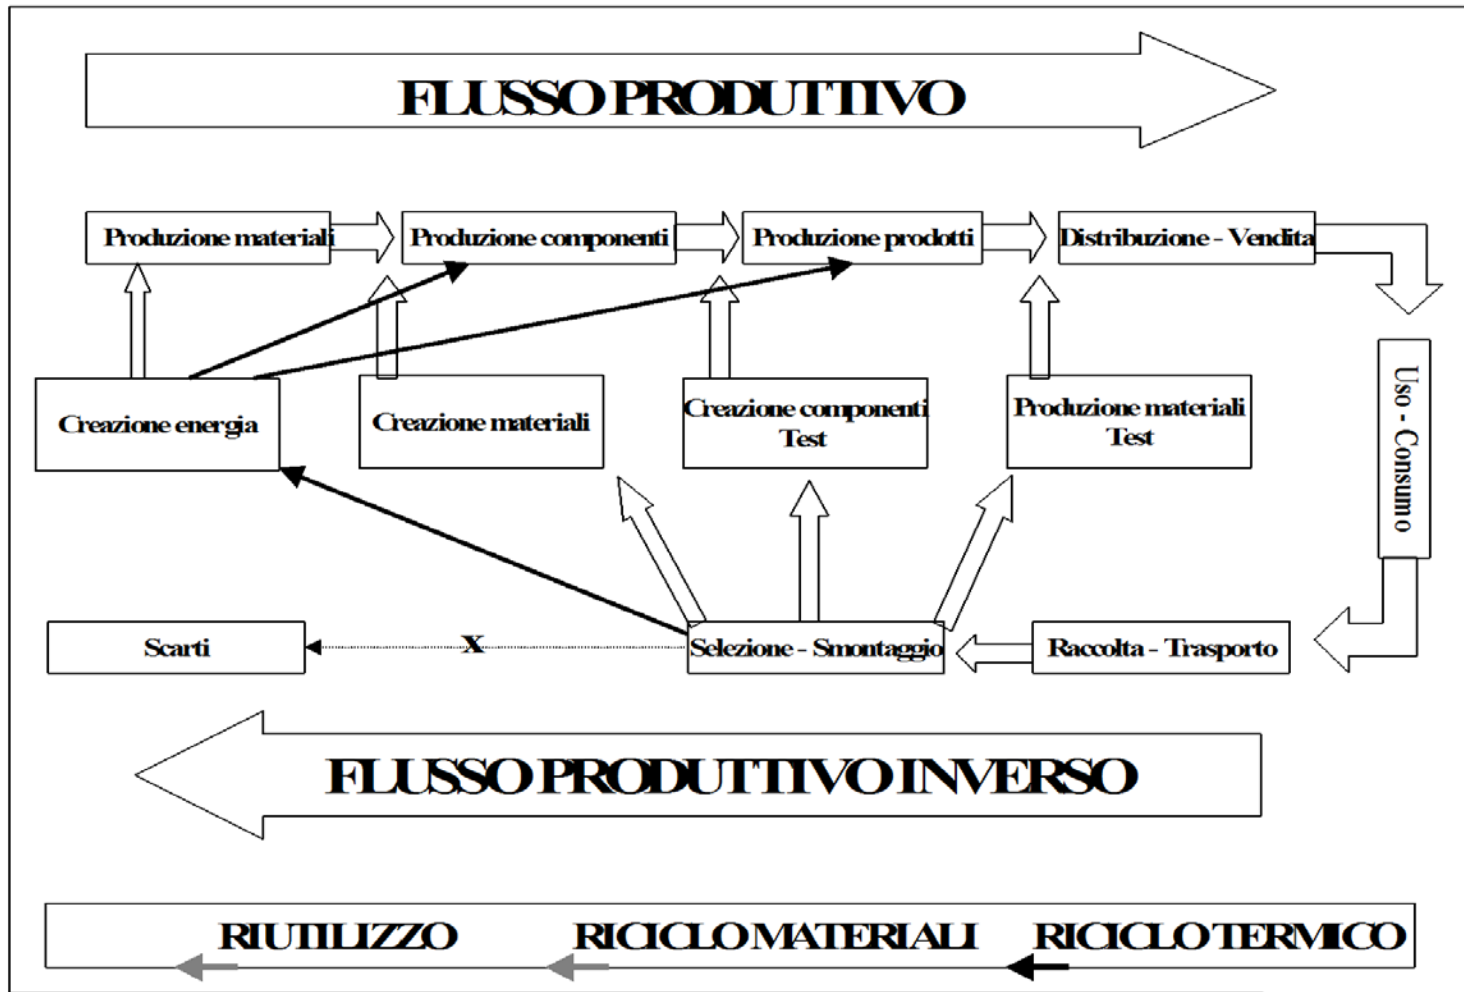 FLUSSO PRODUTTIVO
Produzione materiali
Produzione componenti
Produzione prodotti
Distribuzione - Vendita
Creazione energia
Creazione materiali
Creazione componenti
Test
Produzione materiali
Test
Uso - Consumo
Scarti
x
Selezione - Smontaggio
Raccolta - Trasporto
FLUSSO PRODUTTIVO INVERSO
RIUTILIZZO
RICICLO MATERIALI
RICICLO TERMICO